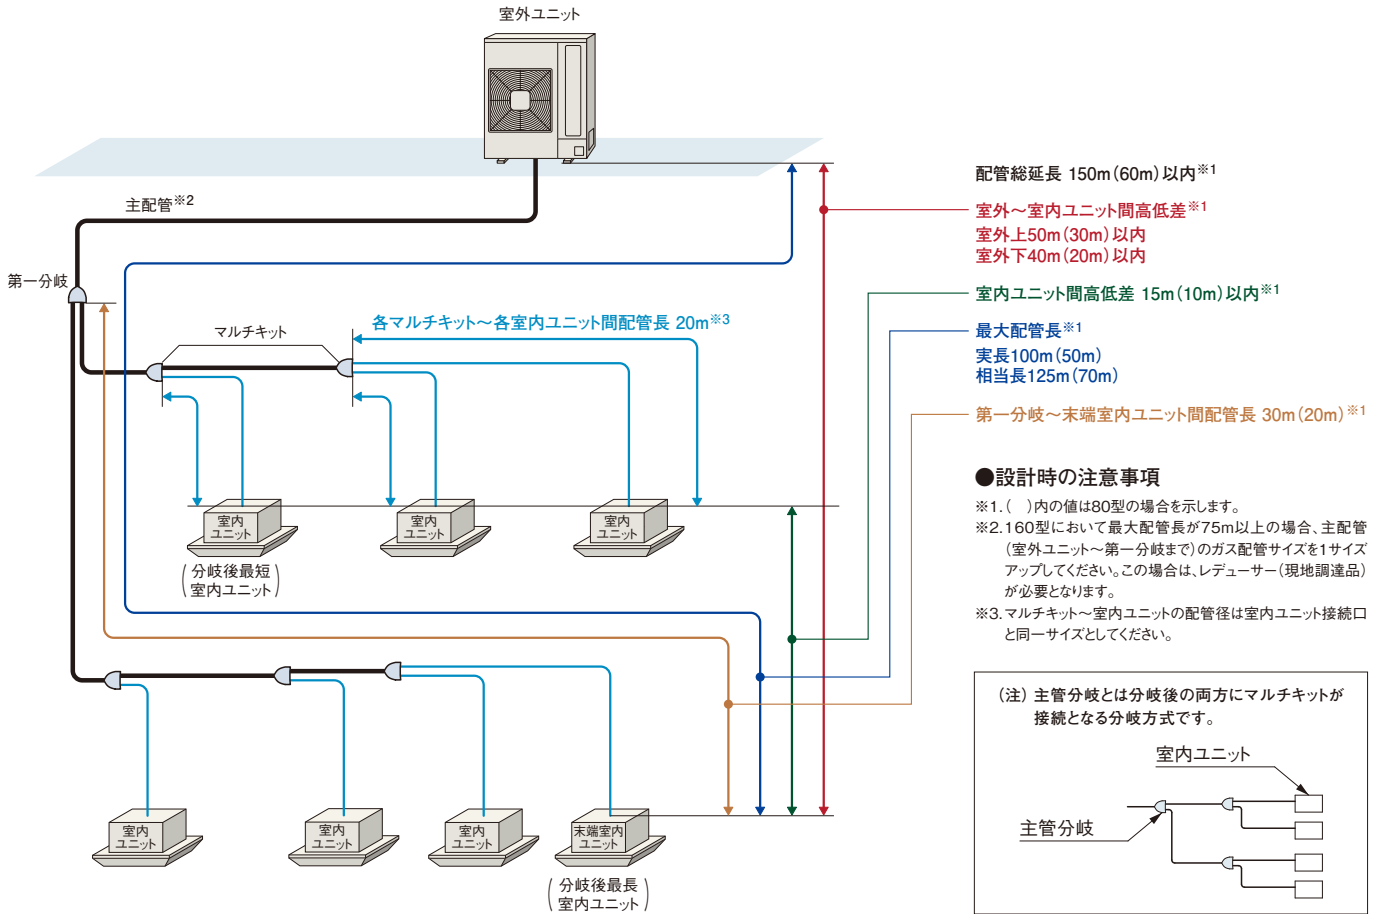 室外ユニット
主配管※2
第一分岐
マルチキット
各マルチキット～各室内ユニット間配管長 20m※3
室内
ユニット
(分岐後最短
室内ユニット)
室内
ユニット
室内
ユニット
室内
ユニット
室内
ユニット
室内
ユニット
末端室内
ユニット
(分岐後最長
室内ユニット)
配管総延長 150m(60m)以内※1
室外～室内ユニット間高低差※1
室外上50m(30m)以内
室外下40m(20m)以内
室内ユニット間高低差 15m(10m)以内※1
最大配管長※1
実長100m(50m)
相当長125m(70m)
第一分岐～末端室内ユニット間配管長 30m(20m)※1
●設計時の注意事項
※1.(　)内の値は80型の場合を示します。
※2.160型において最大配管長が75m以上の場合、主配管
(室外ユニット～第一分岐まで)のガス配管サイズを1サイズ
アップしてください。この場合は、レデューサー(現地調達品)
が必要となります。
※3.マルチキット～室内ユニットの配管径は室内ユニット接続口
と同一サイズとしてください。
(注) 主管分岐とは分岐後の両方にマルチキットが
接続となる分岐方式です。
室内ユニット
主管分岐